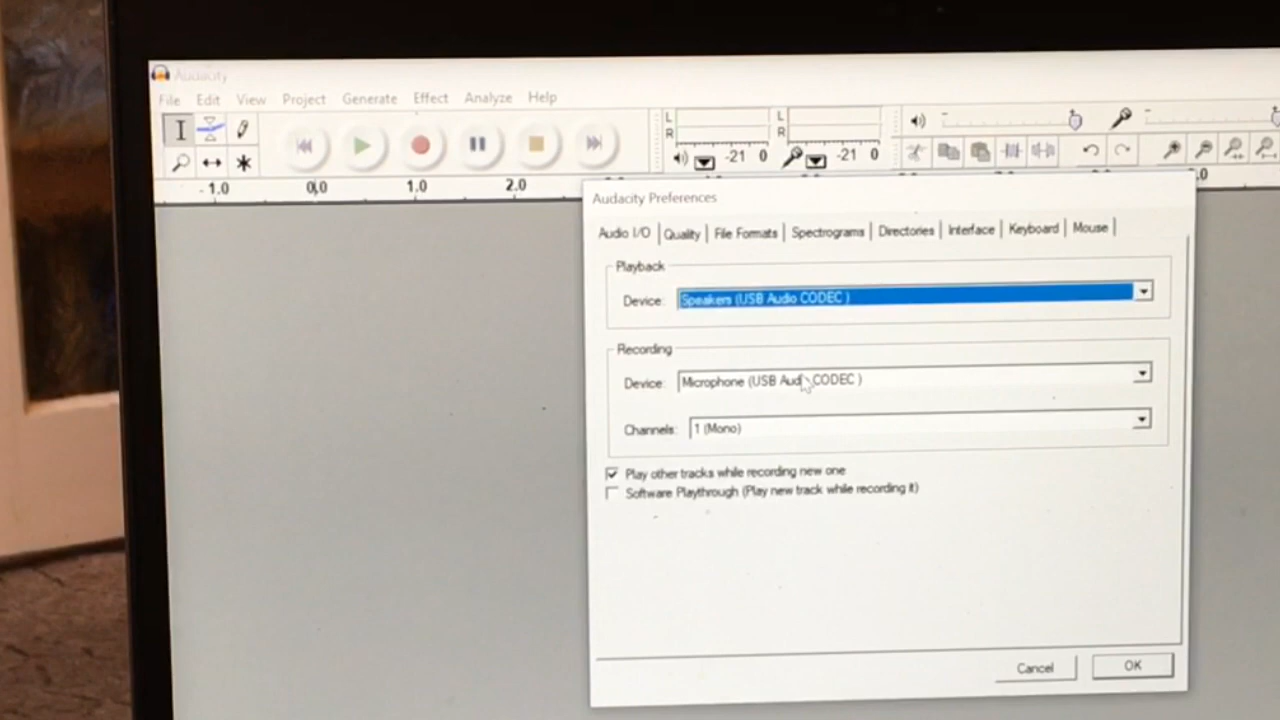 Audacity
File Edit View Project Generate Effect Analyze Help
L
R
L
R
-21 0
-21 0
- 1.0 0.0 1.0 2.0
Audacity Preferences
Audio I/O Quality File Formats Spectrograms Directories Interface Keyboard Mouse
Playback
Device: Speakers (USB Audio CODEC )
Recording
Device: Microphone (USB Audio CODEC )
Channels: 1 (Mono)
Play other tracks while recording new one
Software Playthrough (Play new track while recording it)
Cancel OK